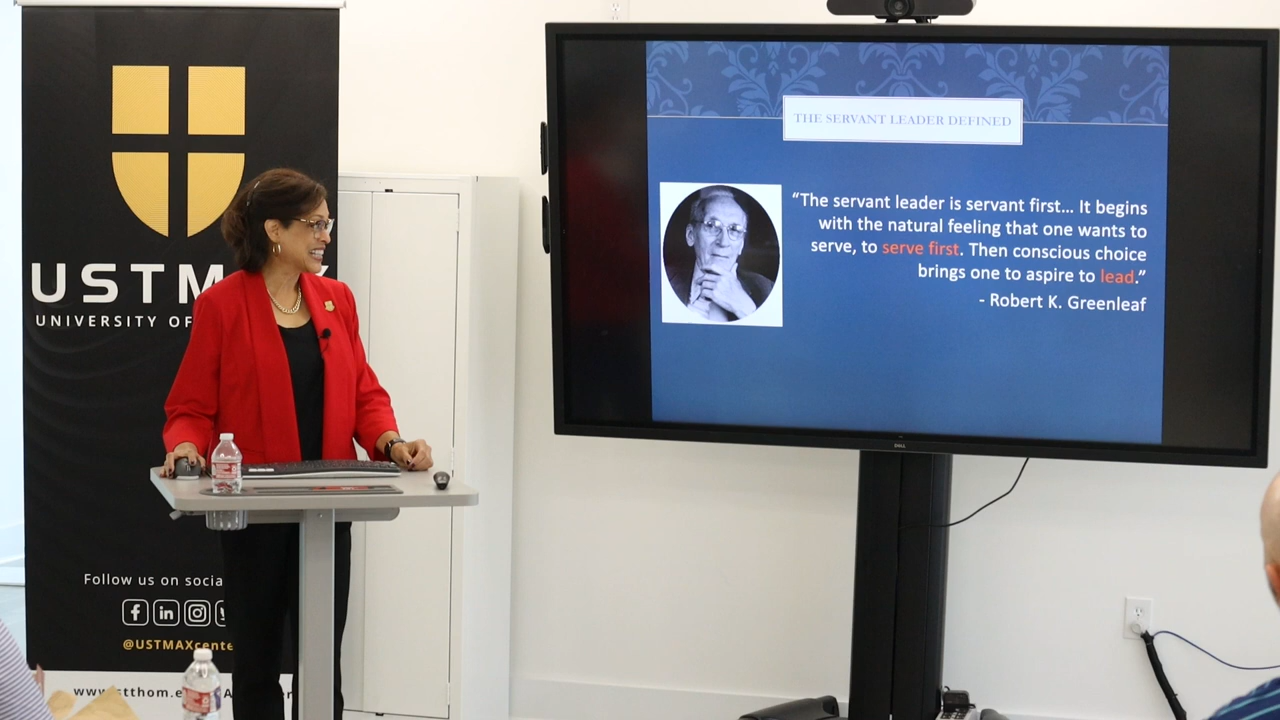 USTM
UNIVERSITY OF
Follow us on socia
@USTMAXcente
THE SERVANT LEADER DEFINED
“The servant leader is servant first... It begins
with the natural feeling that one wants to
serve, to serve first. Then conscious choice
brings one to aspire to lead.”
- Robert K. Greenleaf
DELL